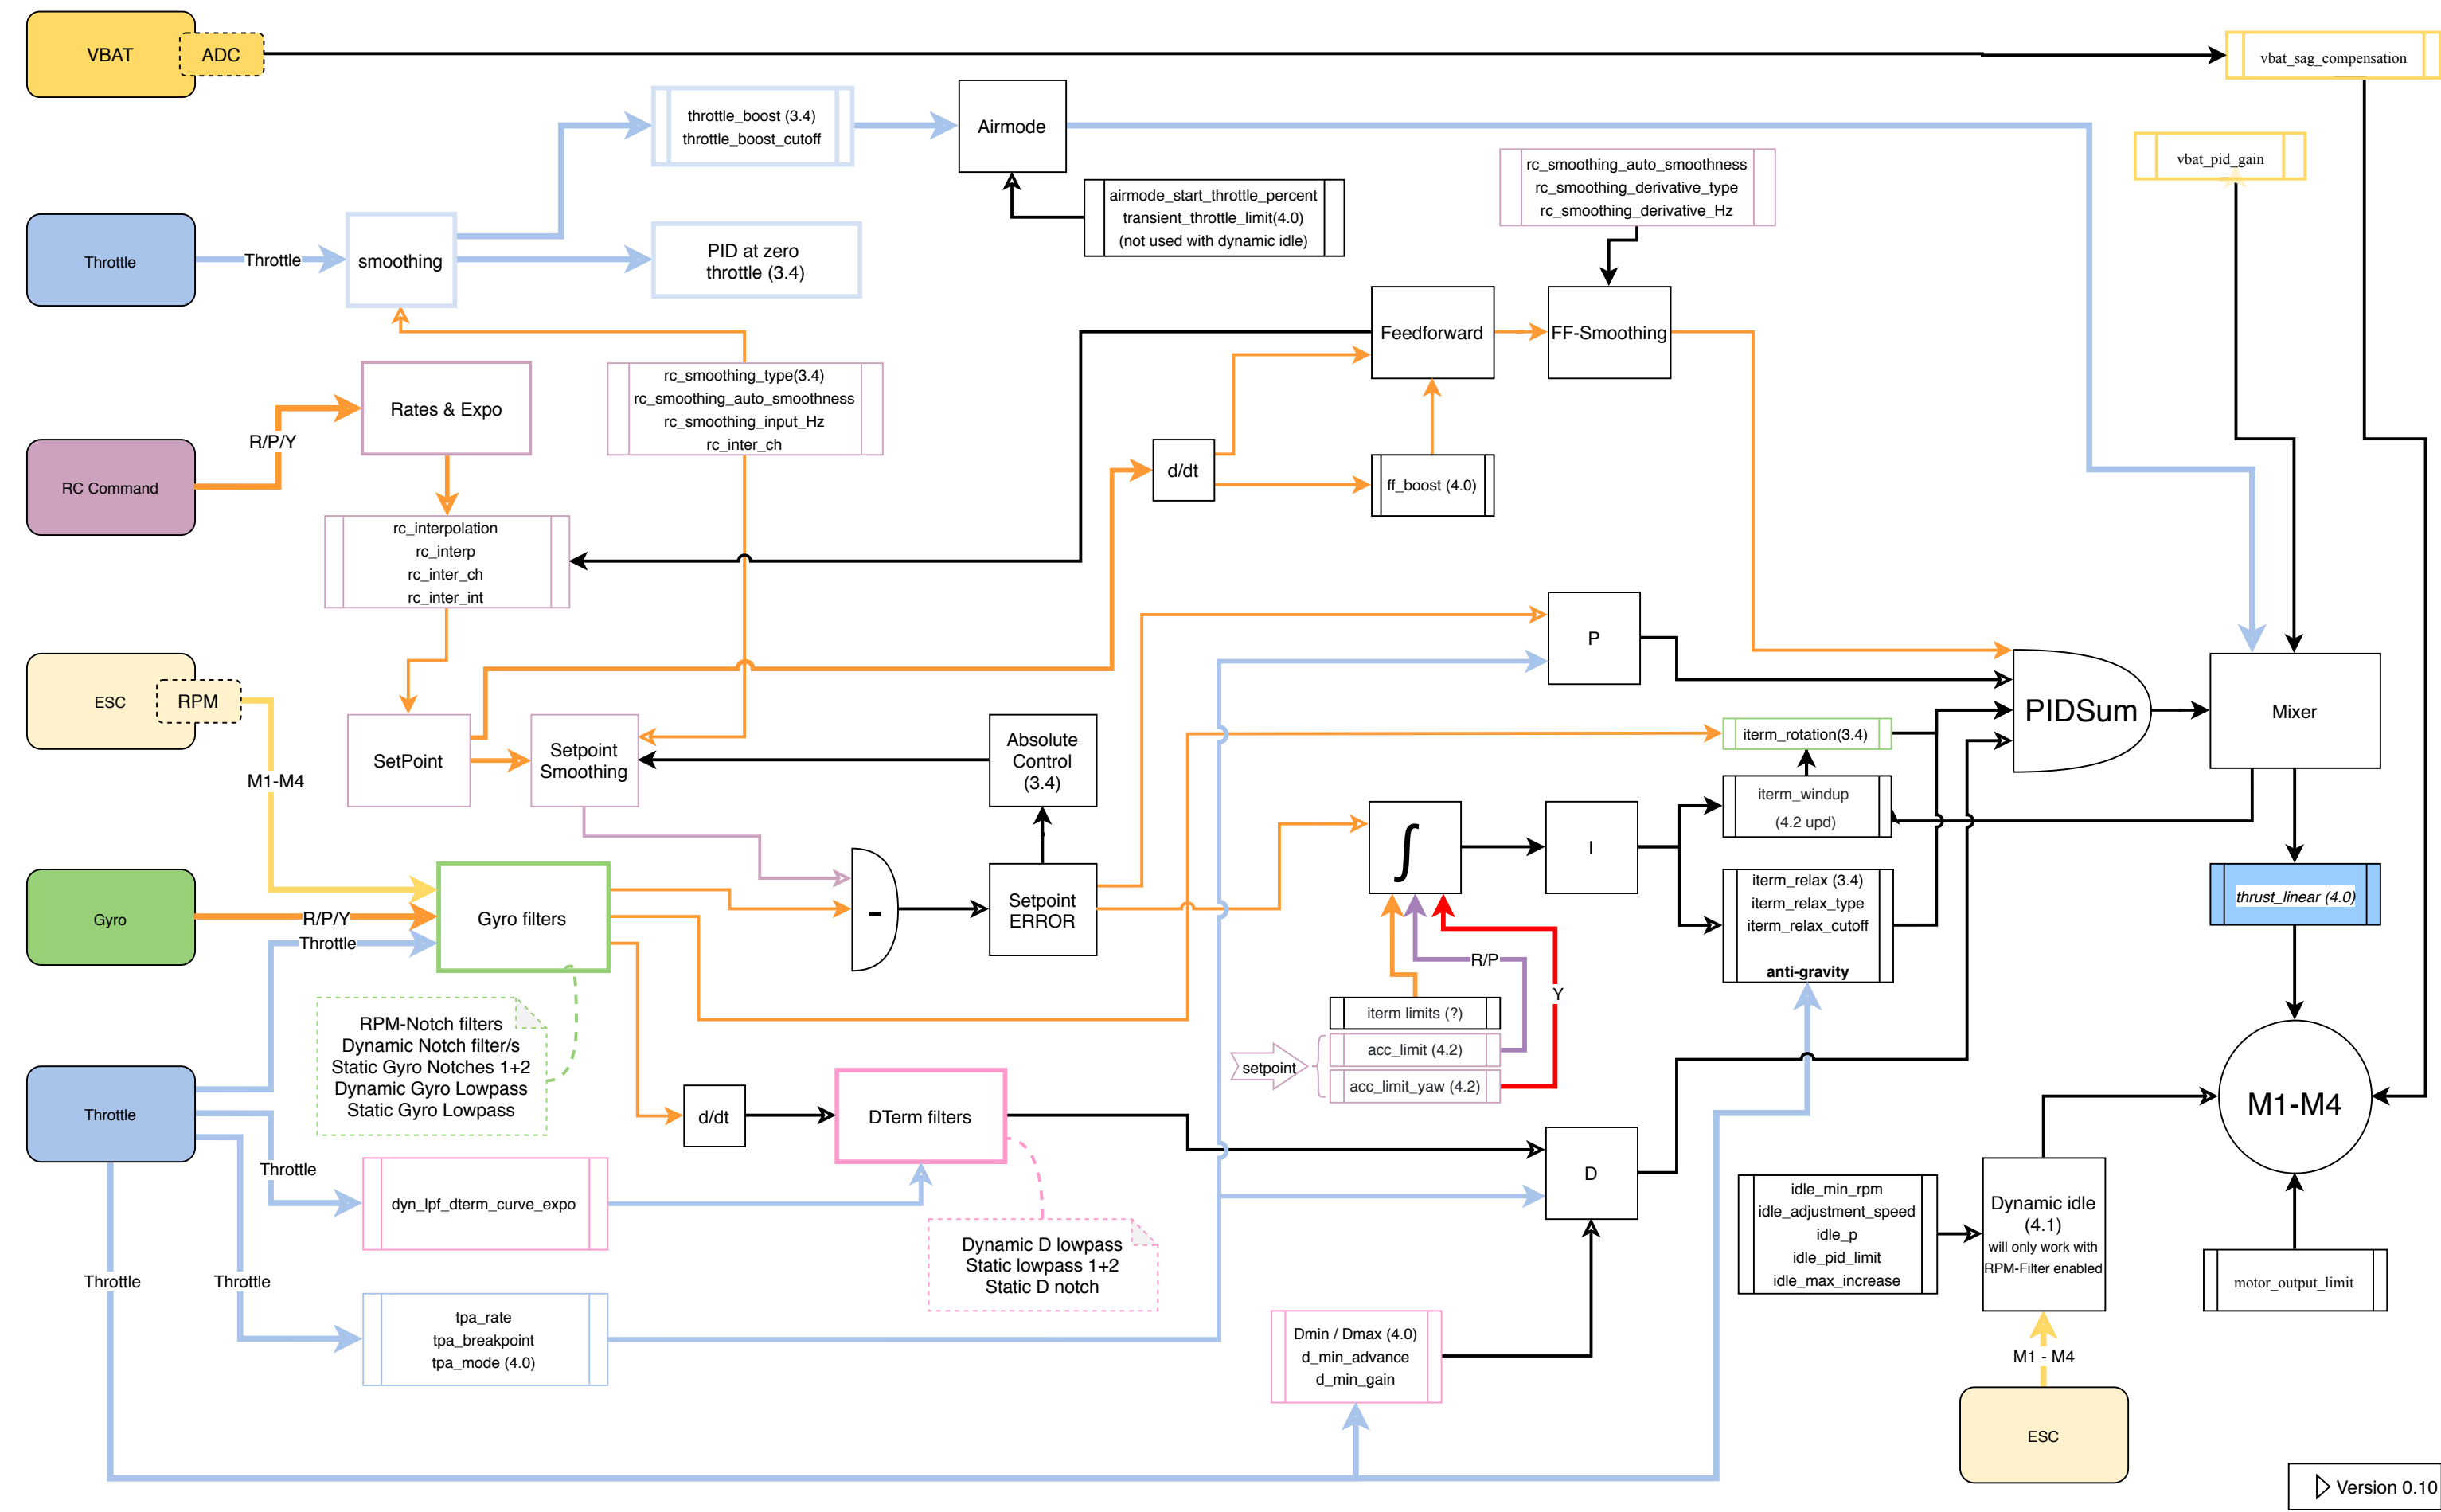 VBAT
ADC
vbat_sag_compensation
throttle_boost (3.4)
throttle_boost_cutoff
Airmode
vbat_pid_gain
airmode_start_throttle_percent
transient_throttle_limit(4.0)
(not used with dynamic idle)
rc_smoothing_auto_smoothness
rc_smoothing_derivative_type
rc_smoothing_derivative_Hz
Throttle
Throttle
smoothing
PID at zero
throttle (3.4)
Feedforward
FF-Smoothing
Rates & Expo
rc_smoothing_type(3.4)
rc_smoothing_auto_smoothness
rc_smoothing_input_Hz
rc_inter_ch
R/P/Y
RC Command
d/dt
ff_boost (4.0)
rc_interpolation
rc_interp
rc_inter_ch
rc_inter_int
P
ESC
RPM
PIDSum
Mixer
iterm_rotation(3.4)
M1-M4
SetPoint
Setpoint
Smoothing
Absolute
Control
(3.4)
iterm_windup
(4.2 upd)
∫
I
Gyro
R/P/Y
Throttle
Gyro filters
-
Setpoint
ERROR
iterm_relax (3.4)
iterm_relax_type
iterm_relax_cutoff
anti-gravity
thrust_linear (4.0)
R/P
Y
iterm limits (?)
acc_limit (4.2)
acc_limit_yaw (4.2)
setpoint
RPM-Notch filters
Dynamic Notch filter/s
Static Gyro Notches 1+2
Dynamic Gyro Lowpass
Static Gyro Lowpass
Throttle
d/dt
DTerm filters
M1-M4
D
Throttle
dyn_lpf_dterm_curve_expo
Dynamic D lowpass
Static lowpass 1+2
Static D notch
idle_min_rpm
idle_adjustment_speed
idle_p
idle_pid_limit
idle_max_increase
Dynamic idle
(4.1)
will only work with
RPM-Filter enabled
motor_output_limit
Throttle
Throttle
tpa_rate
tpa_breakpoint
tpa_mode (4.0)
Dmin / Dmax (4.0)
d_min_advance
d_min_gain
M1 - M4
ESC
Version 0.10